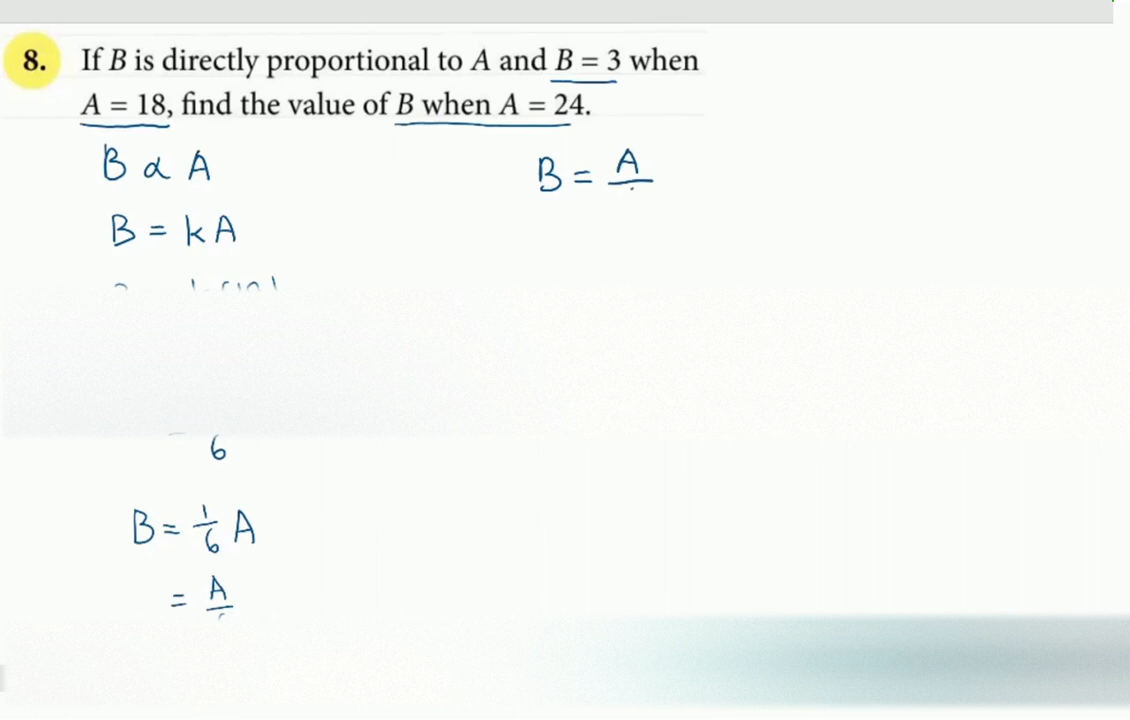 8. If B is directly proportional to A and B = 3 when
A = 18, find the value of B when A = 24.
B ∝ A
B = kA
6
B = 1/6 A
= A
B = A